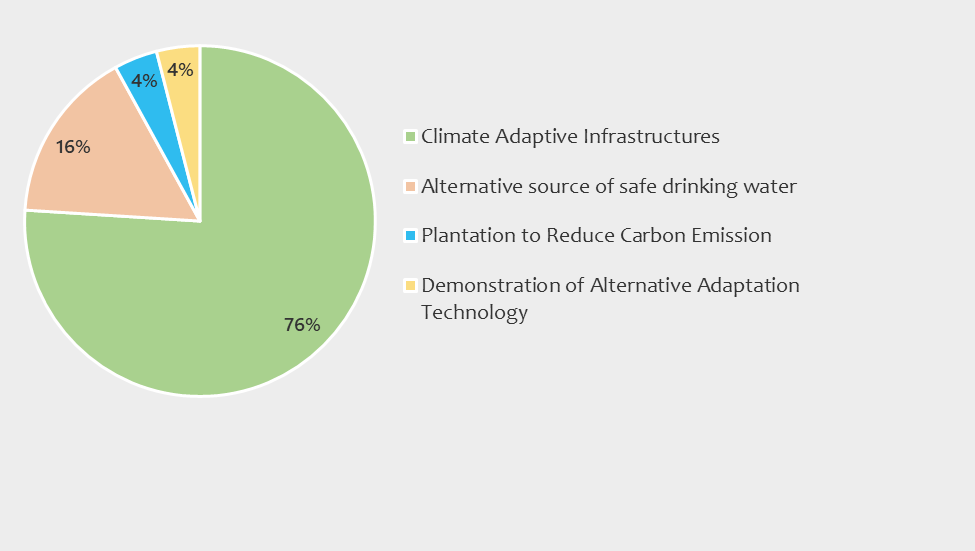 4%
4%
16%
76%
Climate Adaptive Infrastructures
Alternative source of safe drinking water
Plantation to Reduce Carbon Emission
Demonstration of Alternative Adaptation
Technology